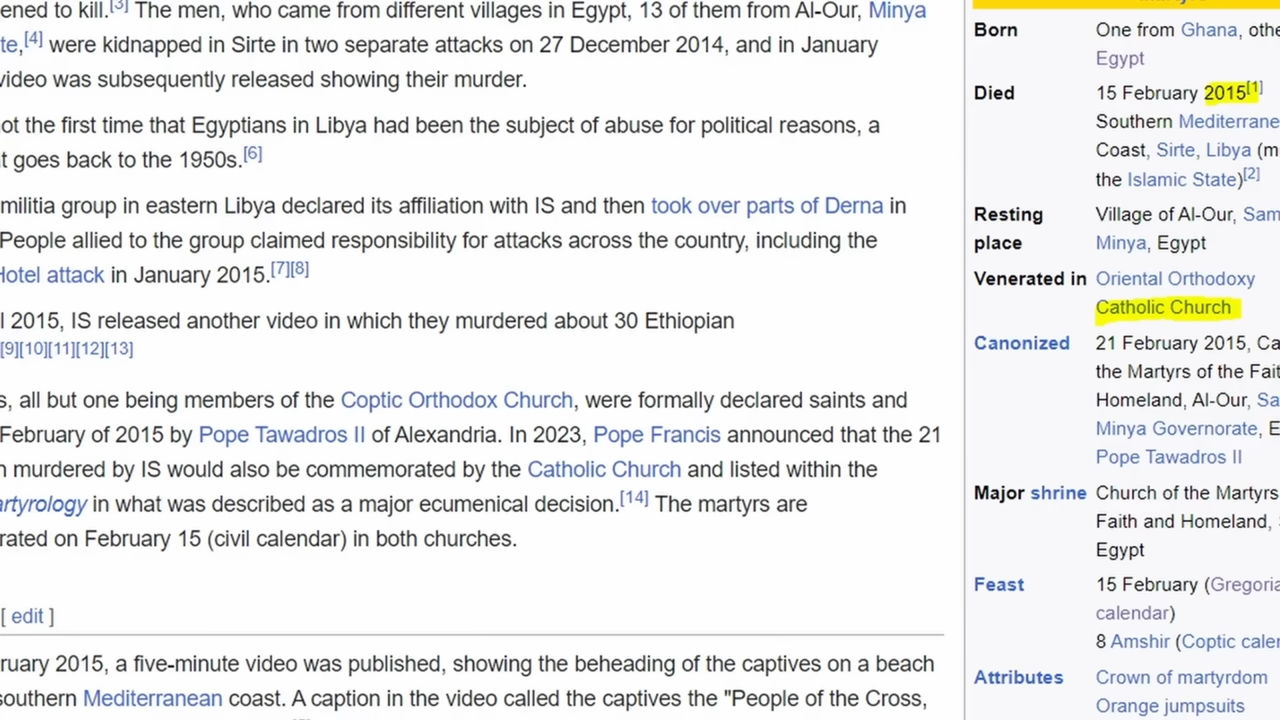 ened to kill.[3] The men, who came from different villages in Egypt, 13 of them from Al-Our, Minya
te,[4] were kidnapped in Sirte in two separate attacks on 27 December 2014, and in January
video was subsequently released showing their murder.
ot the first time that Egyptians in Libya had been the subject of abuse for political reasons, a
t goes back to the 1950s.[6]
militia group in eastern Libya declared its affiliation with IS and then took over parts of Derna in
People allied to the group claimed responsibility for attacks across the country, including the
Hotel attack in January 2015.[7][8]
l 2015, IS released another video in which they murdered about 30 Ethiopian
[9][10][11][12][13]
s, all but one being members of the Coptic Orthodox Church, were formally declared saints and
February of 2015 by Pope Tawadros II of Alexandria. In 2023, Pope Francis announced that the 21
n murdered by IS would also be commemorated by the Catholic Church and listed within the
artyrology in what was described as a major ecumenical decision.[14] The martyrs are
rated on February 15 (civil calendar) in both churches.
[ edit ]
ruary 2015, a five-minute video was published, showing the beheading of the captives on a beach
southern Mediterranean coast. A caption in the video called the captives the "People of the Cross,
Born One from Ghana, othe
Egypt
Died 15 February 2015[1]
Southern Mediterrane
Coast, Sirte, Libya (m
the Islamic State)[2]
Resting Village of Al-Our, Sam
place Minya, Egypt
Venerated in Oriental Orthodoxy
Catholic Church
Canonized 21 February 2015, Ca
the Martyrs of the Fait
Homeland, Al-Our, Sa
Minya Governorate, E
Pope Tawadros II
Major shrine Church of the Martyrs
Faith and Homeland,
Egypt
Feast 15 February (Gregoria
calendar)
8 Amshir (Coptic caler
Attributes Crown of martyrdom
Orange jumpsuits